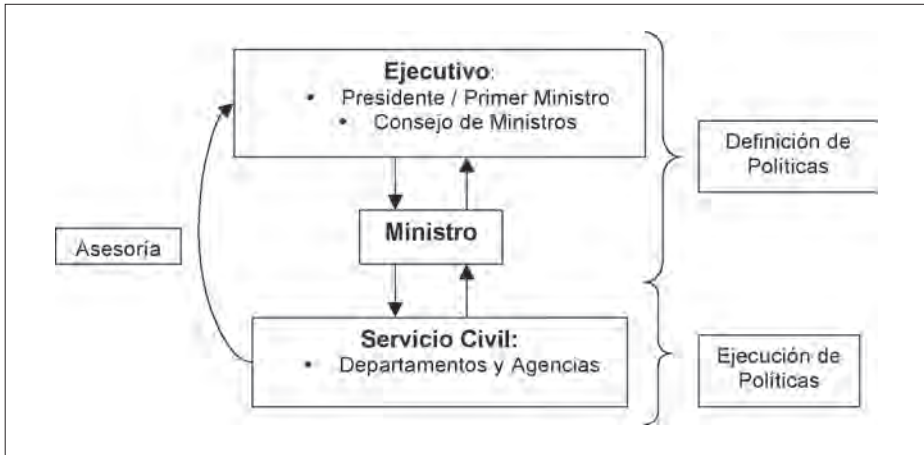 Ejecutivo:
• Presidente / Primer Ministro
• Consejo de Ministros
Definición de
Políticas
Ministro
Asesoría
Servicio Civil:
• Departamentos y Agencias
Ejecución de
Políticas